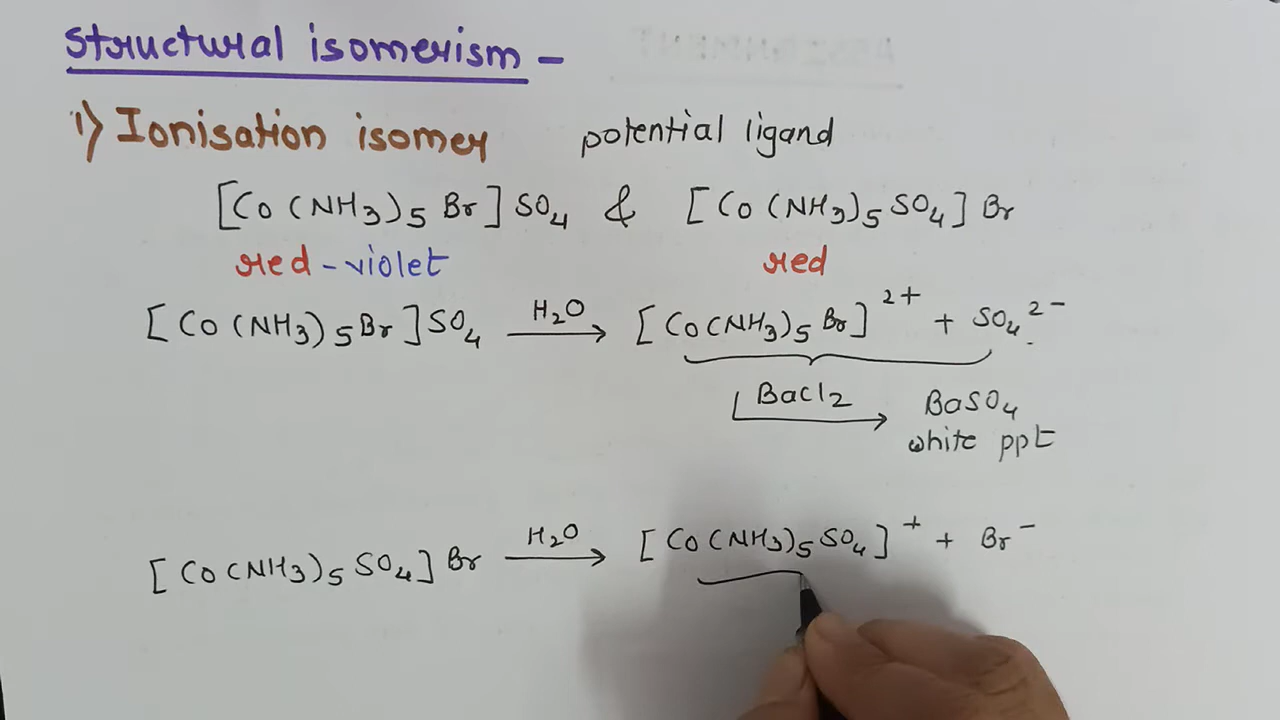 Structural isomerism -
1) Ionisation isomer potential ligand
[Co(NH3)5 Br]SO4 & [Co(NH3)5 SO4]Br
red-violet red
[Co(NH3)5Br]SO4 H2O → [Co(NH3)5 Br]2+ + SO4 2-
BaCl2 → BaSO4
white ppt
[Co(NH3)5 SO4]Br H2O → [Co(NH3)5 SO4]+ + Br-